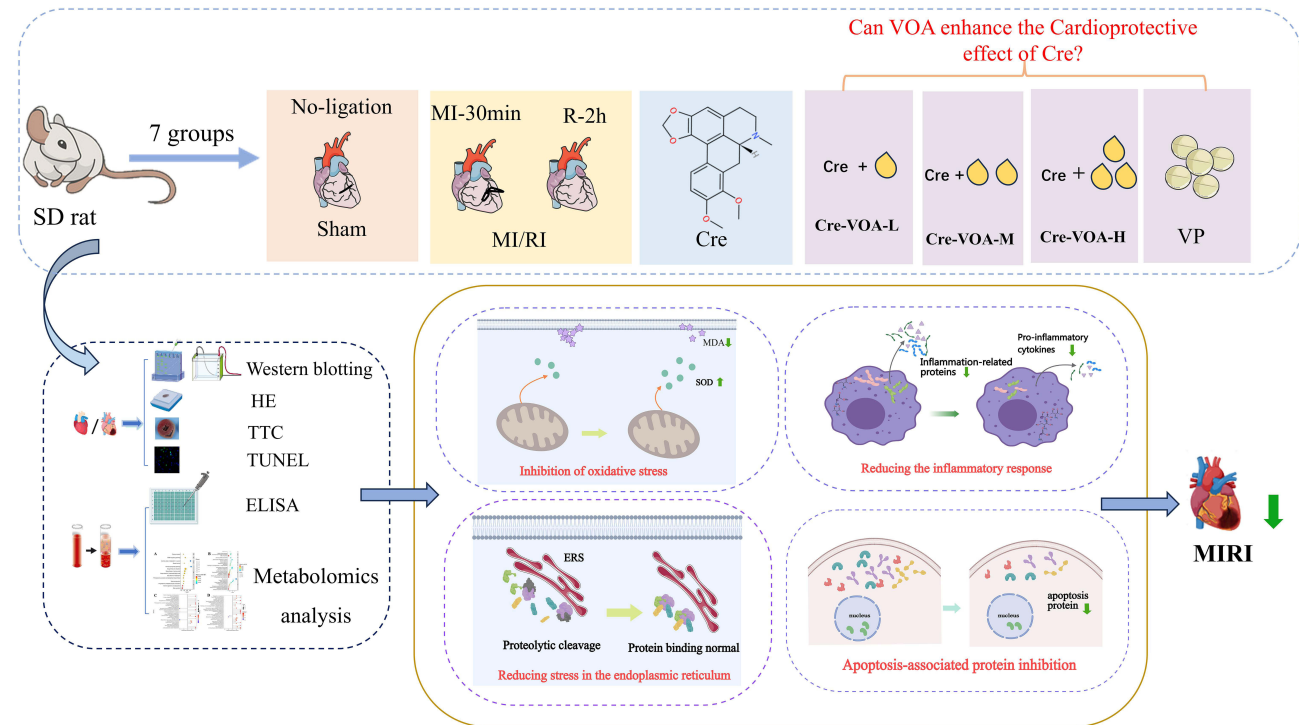 Can VOA enhance the Cardioprotective
effect of Cre?
7 groups
SD rat
No-ligation
Sham
MI-30min
R-2h
MI/RI
Cre
Cre +
Cre-VOA-L
Cre +
Cre-VOA-M
Cre +
Cre-VOA-H
VP
Western blotting
HE
TTC
TUNEL
ELISA
Metabolomics
analysis
MDA
SOD
Inhibition of oxidative stress
Inflammation-related
proteins
Pro-inflammatory
cytokines
Reducing the inflammatory response
ERS
Proteolytic cleavage
Protein binding normal
Reducing stress in the endoplasmic reticulum
nucleus
nucleus
apoptosis
protein
Apoptosis-associated protein inhibition
MIRI